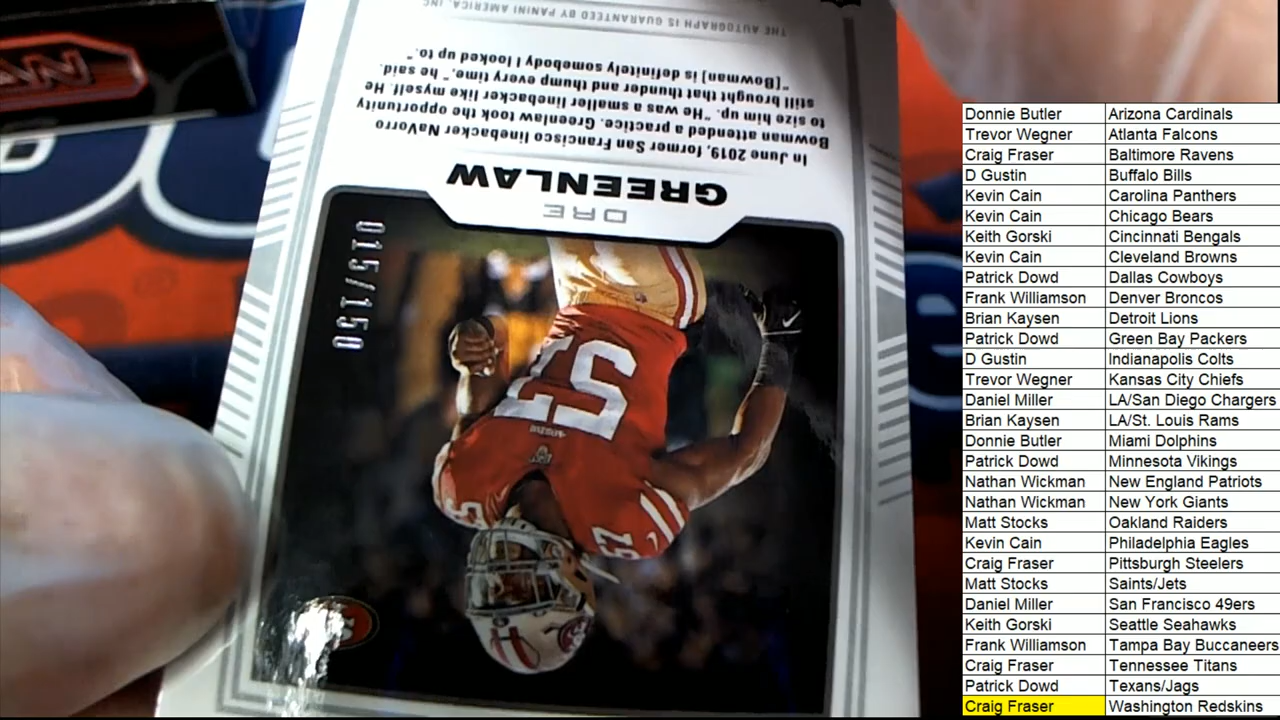 THE AUTOGRAPH IS GUARANTEED BY PANINI AMERICA, INC.
In June 2019, former San Francisco linebacker NaVorro
Bowman attended a practice. Greenlaw took the opportunity
to size him up. "He was a smaller linebacker like myself. He
still brought that thunder and thump every time," he said.
"[Bowman] is definitely somebody I looked up to."
DRE
GREENLAW
015/150
57
57
Donnie Butler Arizona Cardinals
Trevor Wegner Atlanta Falcons
Craig Fraser Baltimore Ravens
D Gustin Buffalo Bills
Kevin Cain Carolina Panthers
Kevin Cain Chicago Bears
Keith Gorski Cincinnati Bengals
Kevin Cain Cleveland Browns
Patrick Dowd Dallas Cowboys
Frank Williamson Denver Broncos
Brian Kaysen Detroit Lions
Patrick Dowd Green Bay Packers
D Gustin Indianapolis Colts
Trevor Wegner Kansas City Chiefs
Daniel Miller LA/San Diego Chargers
Brian Kaysen LA/St. Louis Rams
Donnie Butler Miami Dolphins
Patrick Dowd Minnesota Vikings
Nathan Wickman New England Patriots
Nathan Wickman New York Giants
Matt Stocks Oakland Raiders
Kevin Cain Philadelphia Eagles
Craig Fraser Pittsburgh Steelers
Matt Stocks Saints/Jets
Daniel Miller San Francisco 49ers
Keith Gorski Seattle Seahawks
Frank Williamson Tampa Bay Buccaneers
Craig Fraser Tennessee Titans
Patrick Dowd Texans/Jags
Craig Fraser Washington Redskins